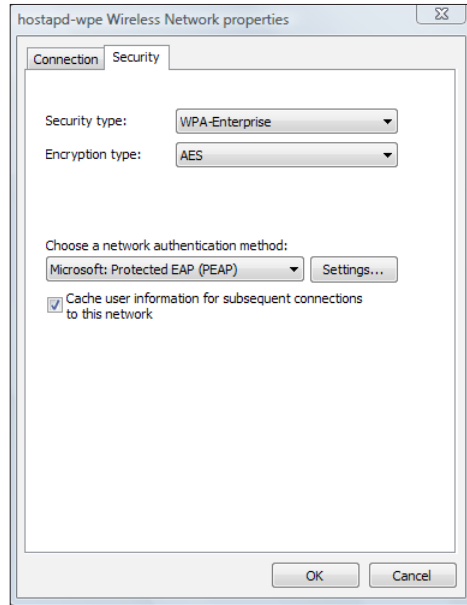 hostapd-wpe Wireless Network properties
Connection Security
Security type: WPA-Enterprise
Encryption type: AES
Choose a network authentication method:
Microsoft: Protected EAP (PEAP) Settings...
Cache user information for subsequent connections
to this network
OK Cancel